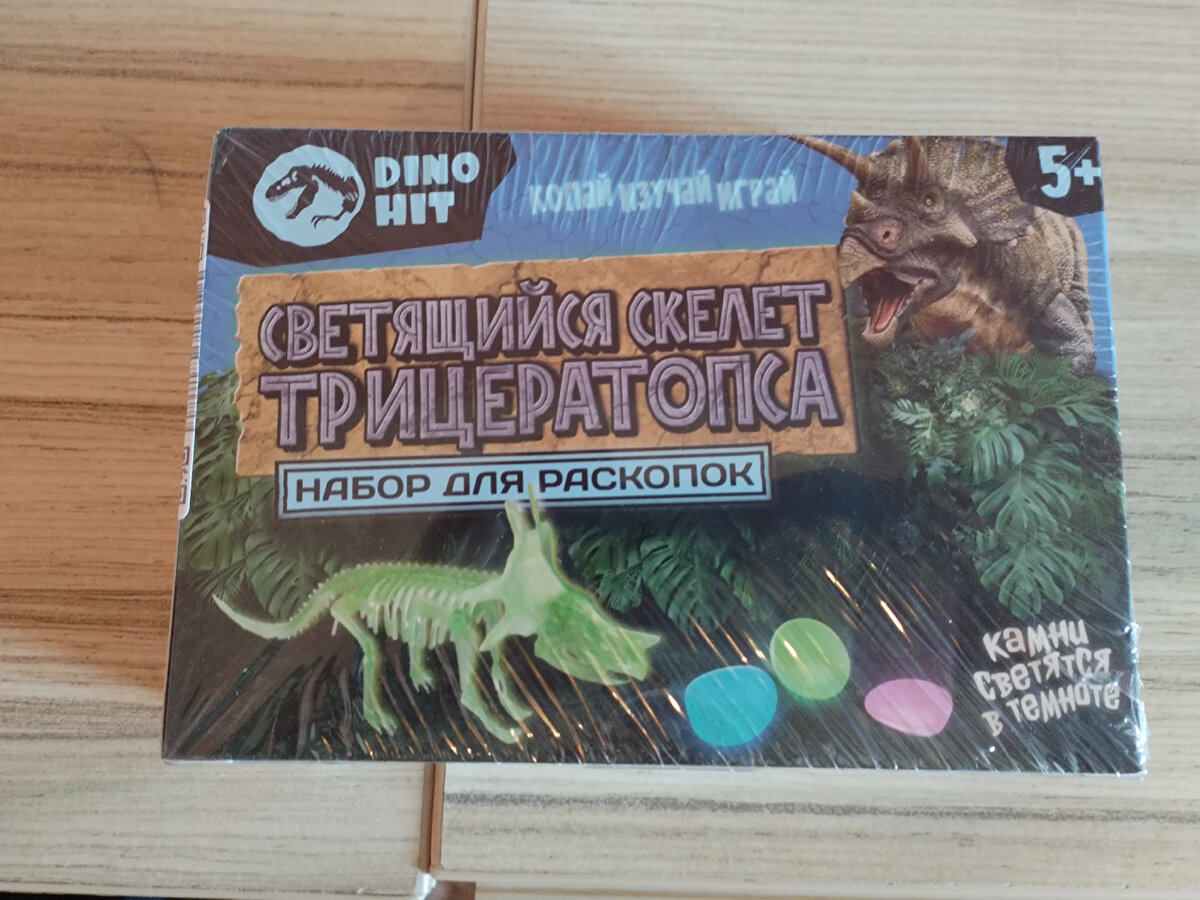 DINO
HIT
КОПАЙ ИЗУЧАЙ ИГРАЙ
5+
СВЕТЯЩИЙСЯ СКЕЛЕТ
ТРИЦЕРАТОПСА
НАБОР ДЛЯ РАСКОПОК
КАМНИ
СВЕТЯТСЯ
В ТЕМНОТЕ